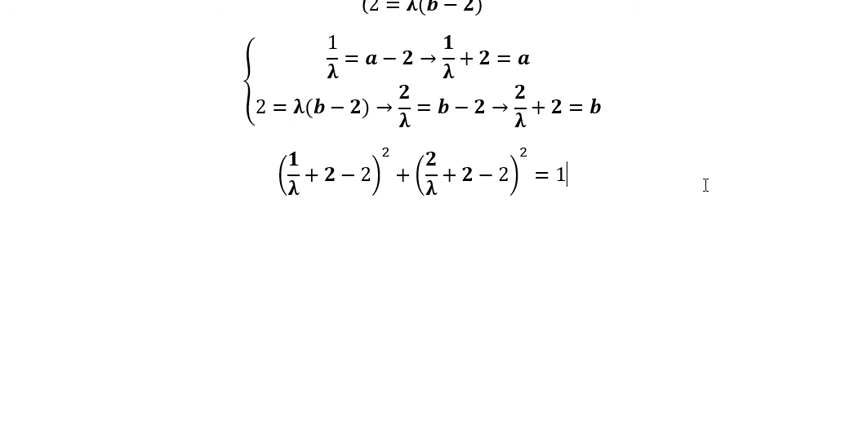 (2 = λ(b − 2)
1/λ = a − 2 → 1/λ + 2 = a
2 = λ(b − 2) → 2/λ = b − 2 → 2/λ + 2 = b
(1/λ + 2 − 2)² + (2/λ + 2 − 2)² = 1